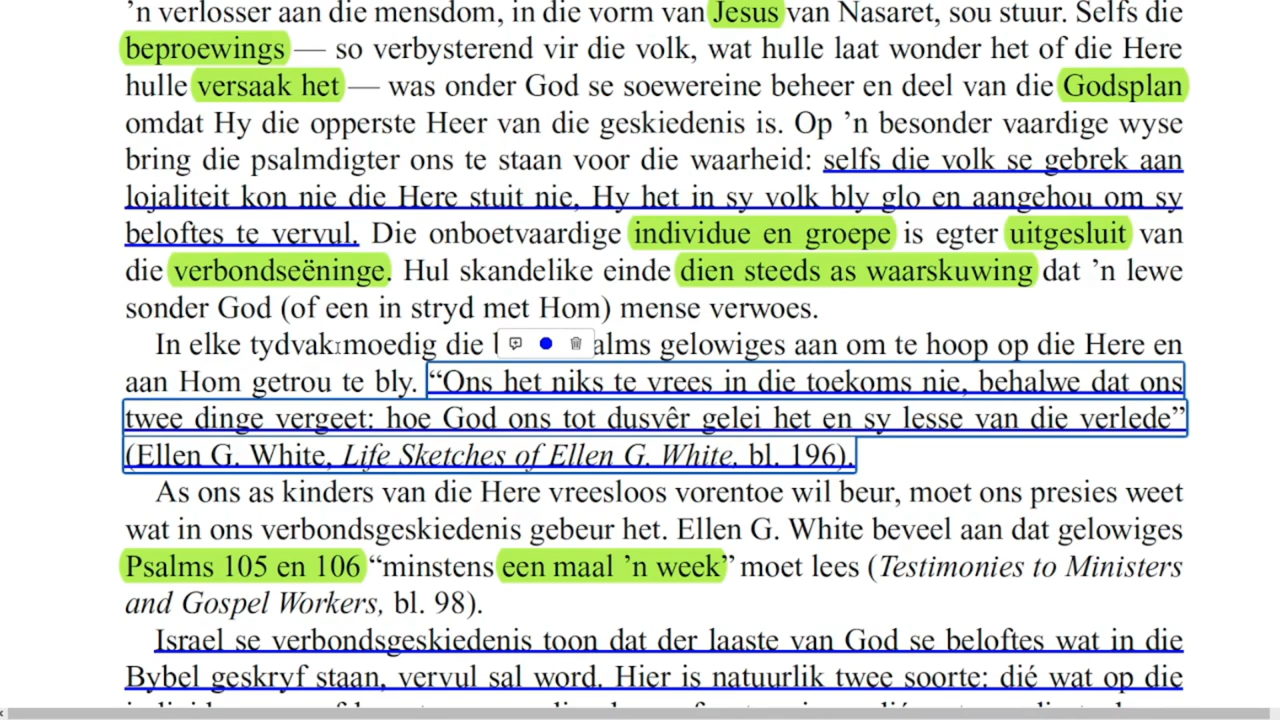 ’n verlosser aan die mensdom, in die vorm van Jesus van Nasaret, sou stuur. Selfs die
beproewings — so verbysterend vir die volk, wat hulle laat wonder het of die Here
hulle versaak het — was onder God se soewereine beheer en deel van die Godsplan
omdat Hy die opperste Heer van die geskiedenis is. Op ’n besonder vaardige wyse
bring die psalmdigter ons te staan voor die waarheid: selfs die volk se gebrek aan
lojaliteit kon nie die Here stuit nie, Hy het in sy volk bly glo en aangehou om sy
beloftes te vervul. Die onboetvaardige individue en groepe is egter uitgesluit van
die verbondseëninge. Hul skandelike einde dien steeds as waarskuwing dat ’n lewe
sonder God (of een in stryd met Hom) mense verwoes.
In elke tydvak moedig die alms gelowiges aan om te hoop op die Here en
aan Hom getrou te bly. “Ons het niks te vrees in die toekoms nie, behalwe dat ons
twee dinge vergeet: hoe God ons tot dusvêr gelei het en sy lesse van die verlede”
(Ellen G. White, Life Sketches of Ellen G. White, bl. 196).
As ons as kinders van die Here vreesloos vorentoe wil beur, moet ons presies weet
wat in ons verbondsgeskiedenis gebeur het. Ellen G. White beveel aan dat gelowiges
Psalms 105 en 106 “minstens een maal ’n week” moet lees (Testimonies to Ministers
and Gospel Workers, bl. 98).
Israel se verbondsgeskiedenis toon dat der laaste van God se beloftes wat in die
Bybel geskryf staan, vervul sal word. Hier is natuurlik twee soorte: dié wat op die